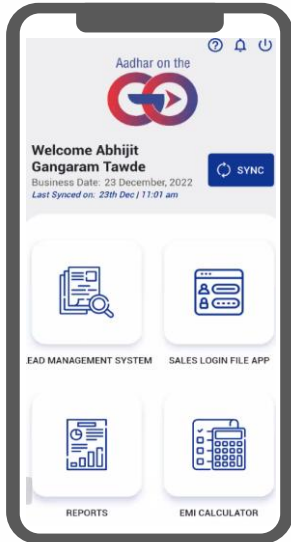 Aadhar on the
GO
Welcome Abhijit
Gangaram Tawde
Business Date: 23 December, 2022
Last Synced on: 23th Dec | 11:01 am
SYNC
LEAD MANAGEMENT SYSTEM
SALES LOGIN FILE APP
REPORTS
EMI CALCULATOR